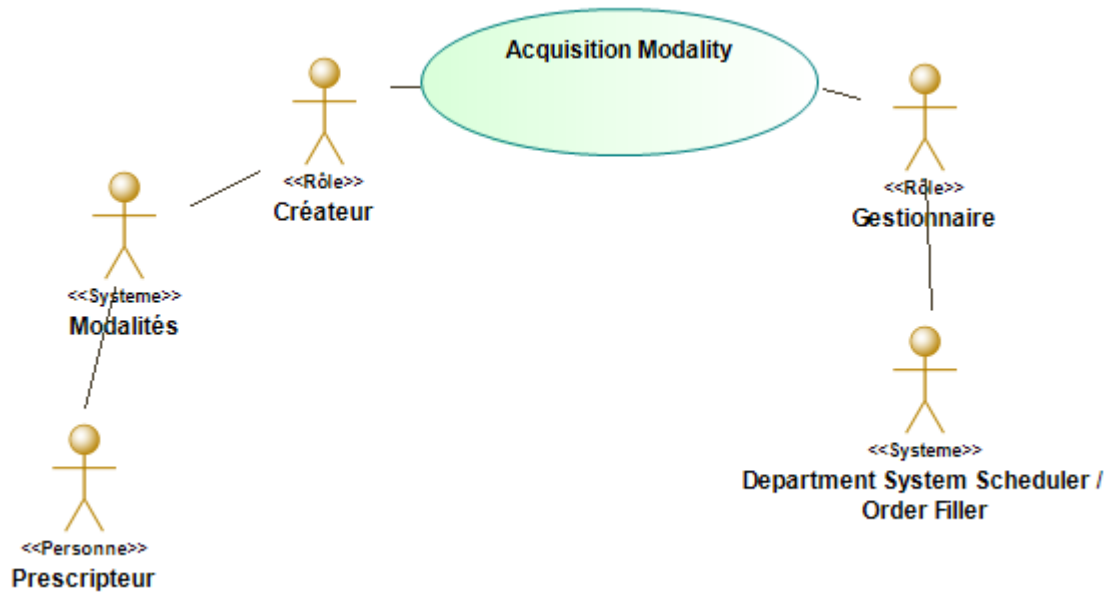 Acquisition Modality
<<Rôle>>
Créateur
<<Rôle>>
Gestionnaire
<<Systeme>>
Modalités
<<Systeme>>
Department System Scheduler /
Order Filler
<<Personne>>
Prescripteur